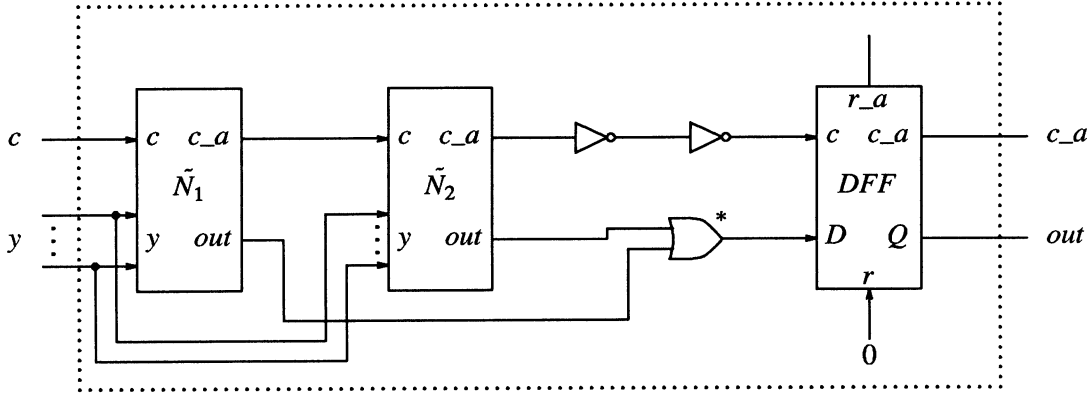 r_a
c c c_a c c_a c c_a c_a
Ñ₁ Ñ₂ DFF
*
y y out y out D Q out
r
0